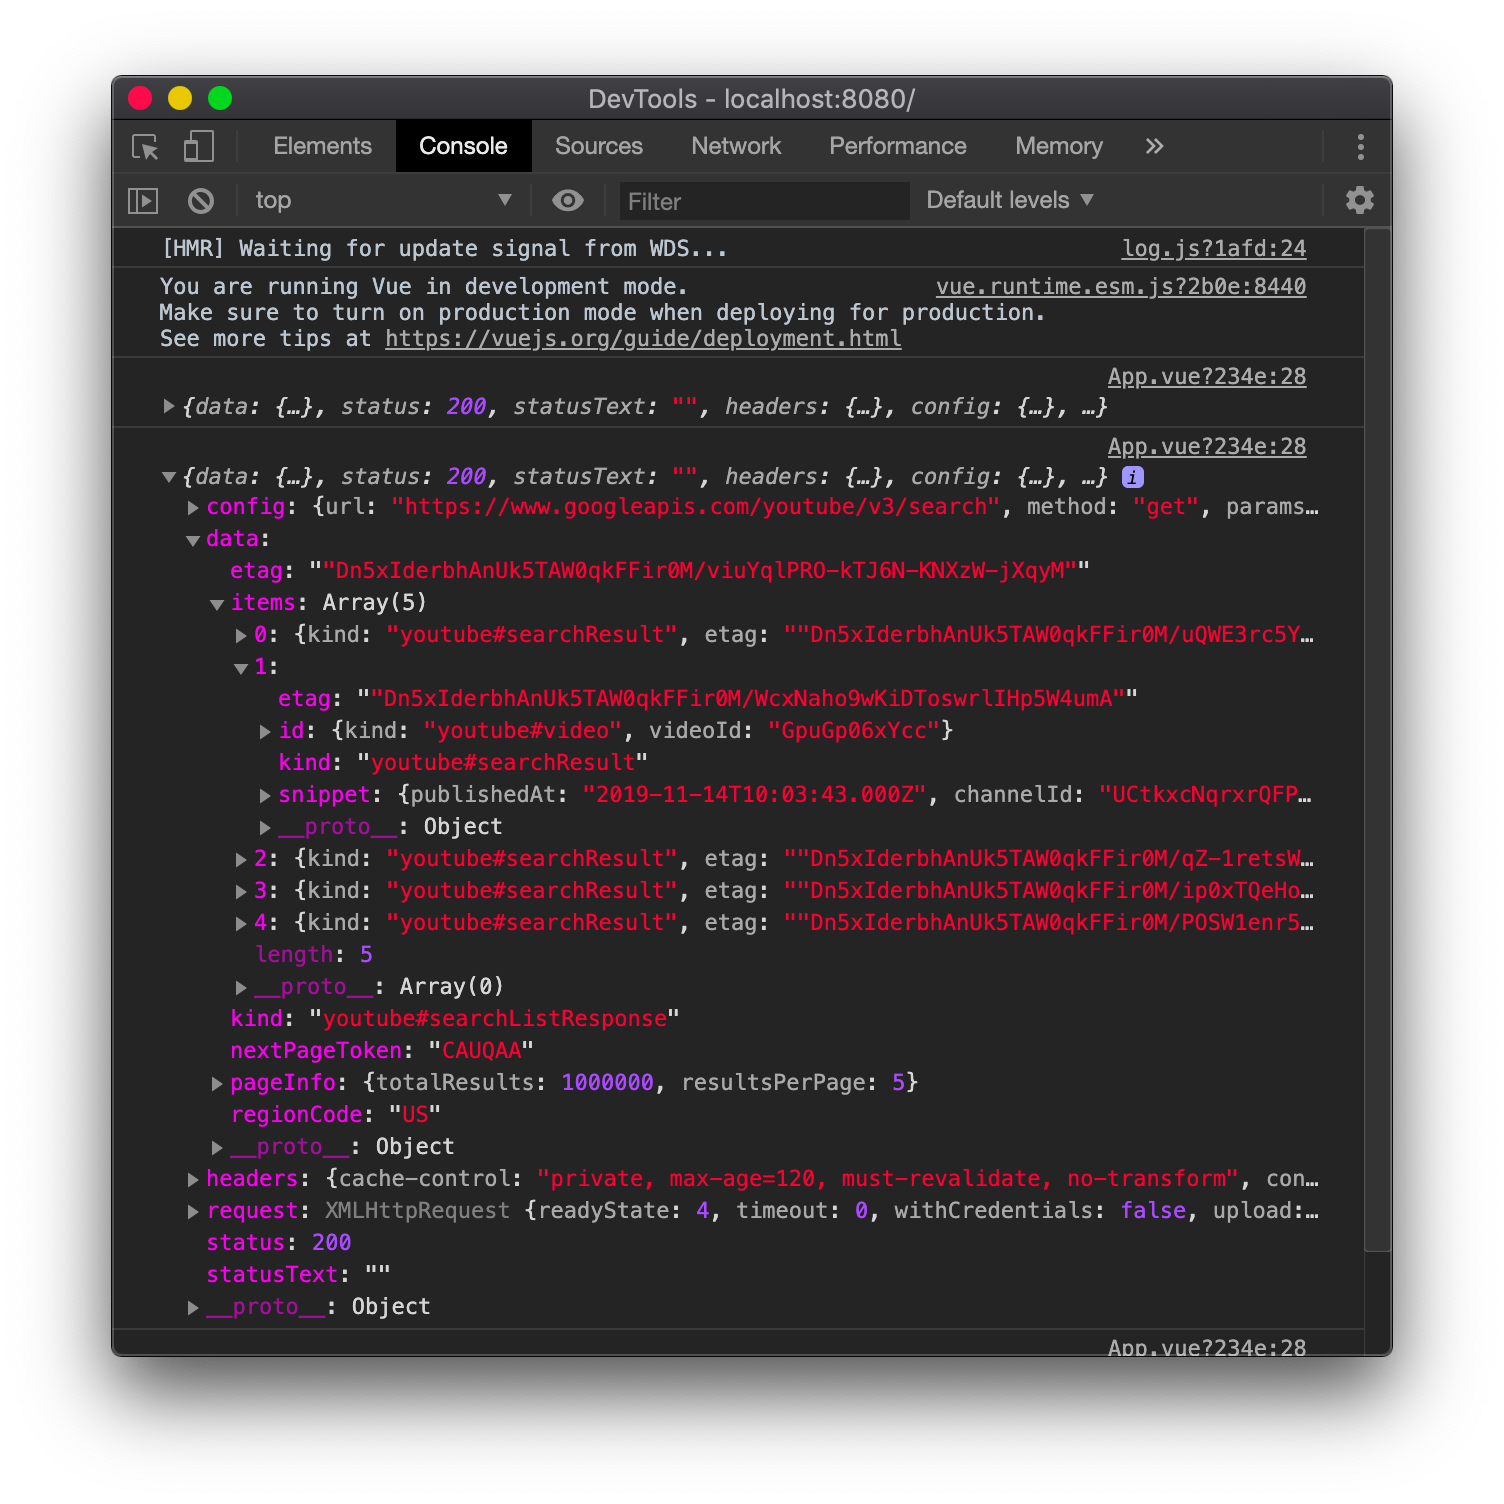 DevTools - localhost:8080/
Elements Console Sources Network Performance Memory »
top ▼ Filter Default levels ▼
[HMR] Waiting for update signal from WDS... log.js?1afd:24
You are running Vue in development mode. vue.runtime.esm.js?2b0e:8440
Make sure to turn on production mode when deploying for production.
See more tips at https://vuejs.org/guide/deployment.html
App.vue?234e:28
▶{data: {…}, status: 200, statusText: "", headers: {…}, config: {…}, …}
App.vue?234e:28
▼{data: {…}, status: 200, statusText: "", headers: {…}, config: {…}, …} i
▶config: {url: "https://www.googleapis.com/youtube/v3/search", method: "get", params…
▼data:
etag: ""Dn5xIderbhAnUk5TAW0qkFFir0M/viuYqlPRO-kTJ6N-KNXzW-jXqyM""
▼items: Array(5)
▶0: {kind: "youtube#searchResult", etag: ""Dn5xIderbhAnUk5TAW0qkFFir0M/uQWE3rc5Y…
▼1:
etag: ""Dn5xIderbhAnUk5TAW0qkFFir0M/WcxNaho9wKiDToswrlIHp5W4umA""
▶id: {kind: "youtube#video", videoId: "GpuGp06xYcc"}
kind: "youtube#searchResult"
▶snippet: {publishedAt: "2019-11-14T10:03:43.000Z", channelId: "UCtkxcNqrxrQFP…
▶__proto__: Object
▶2: {kind: "youtube#searchResult", etag: ""Dn5xIderbhAnUk5TAW0qkFFir0M/qZ-1retsW…
▶3: {kind: "youtube#searchResult", etag: ""Dn5xIderbhAnUk5TAW0qkFFir0M/ip0xTQeHo…
▶4: {kind: "youtube#searchResult", etag: ""Dn5xIderbhAnUk5TAW0qkFFir0M/POSW1enr5…
length: 5
▶__proto__: Array(0)
kind: "youtube#searchListResponse"
nextPageToken: "CAUQAA"
▶pageInfo: {totalResults: 1000000, resultsPerPage: 5}
regionCode: "US"
▶__proto__: Object
▶headers: {cache-control: "private, max-age=120, must-revalidate, no-transform", con…
▶request: XMLHttpRequest {readyState: 4, timeout: 0, withCredentials: false, upload:…
status: 200
statusText: ""
▶__proto__: Object
App.vue?234e:28